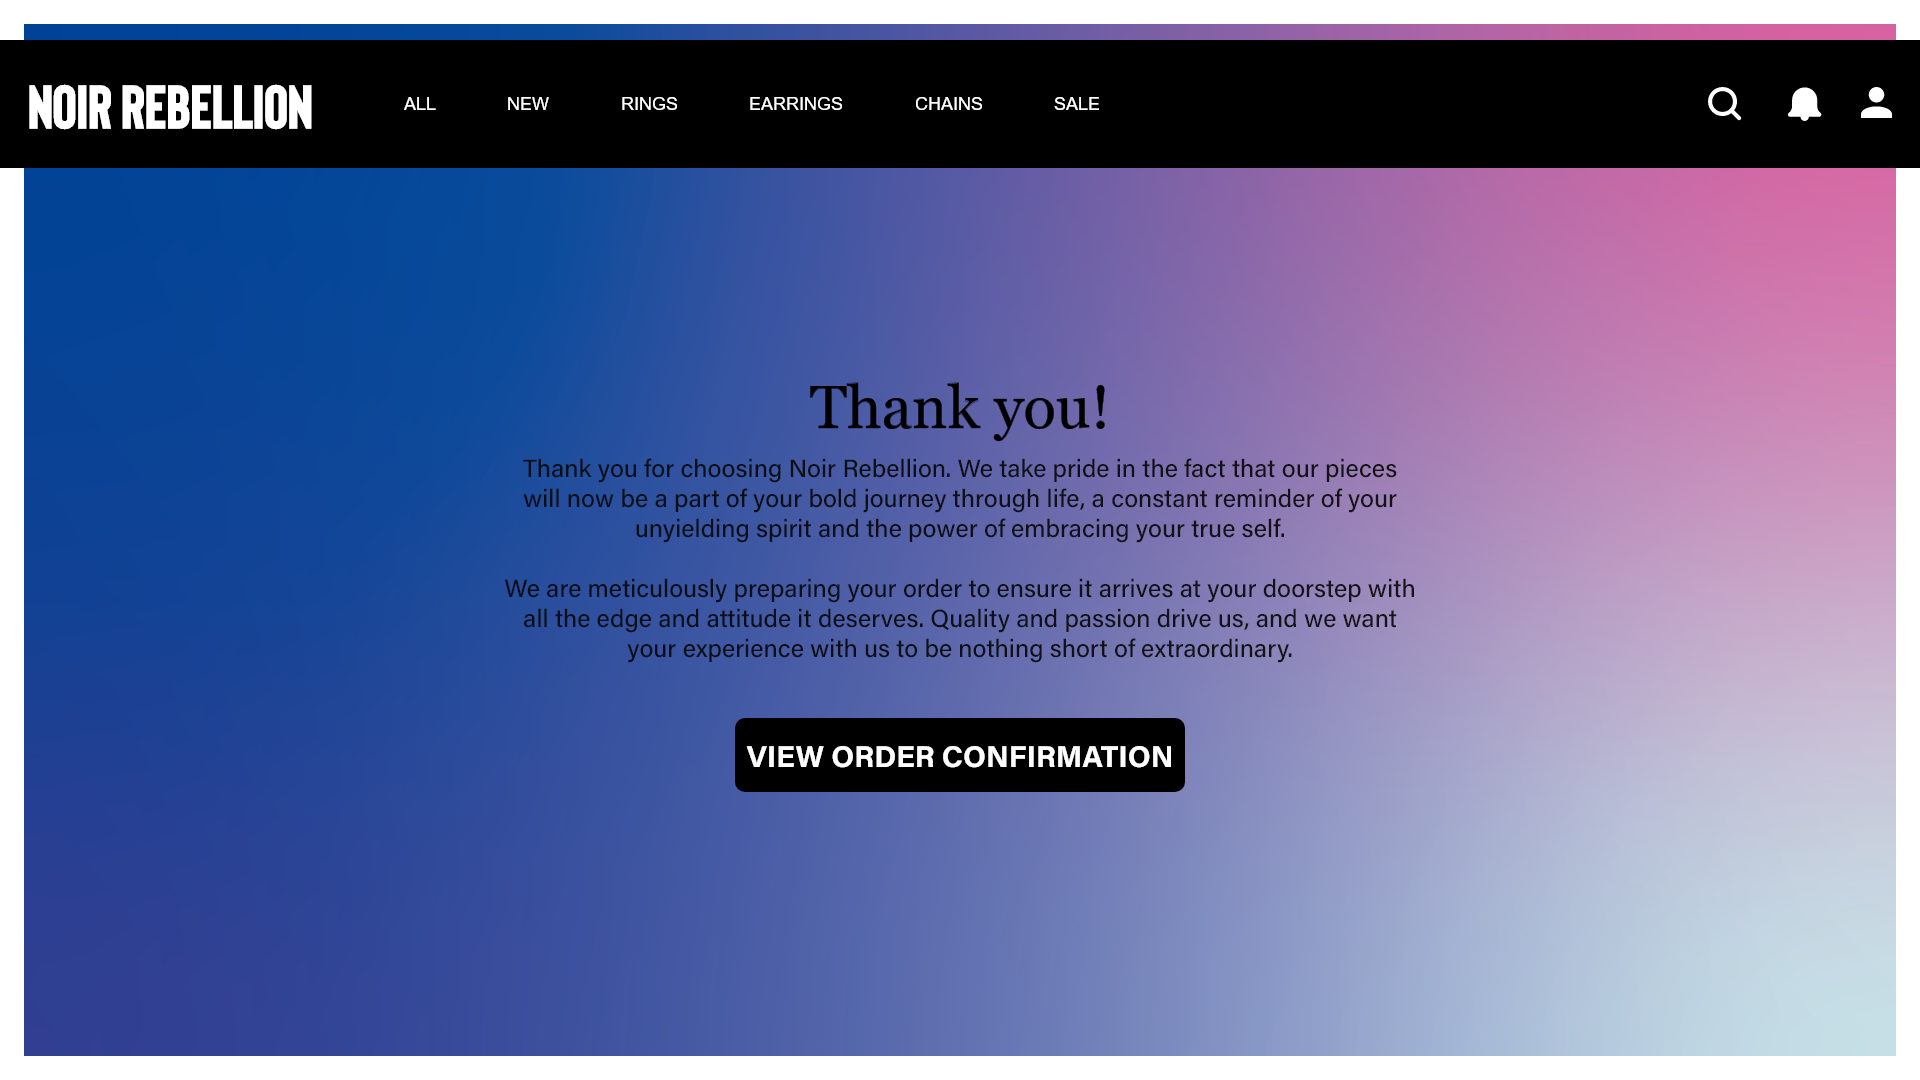 NOIR REBELLION
ALL NEW RINGS EARRINGS CHAINS SALE
Thank you!
Thank you for choosing Noir Rebellion. We take pride in the fact that our pieces
will now be a part of your bold journey through life, a constant reminder of your
unyielding spirit and the power of embracing your true self.
We are meticulously preparing your order to ensure it arrives at your doorstep with
all the edge and attitude it deserves. Quality and passion drive us, and we want
your experience with us to be nothing short of extraordinary.
VIEW ORDER CONFIRMATION